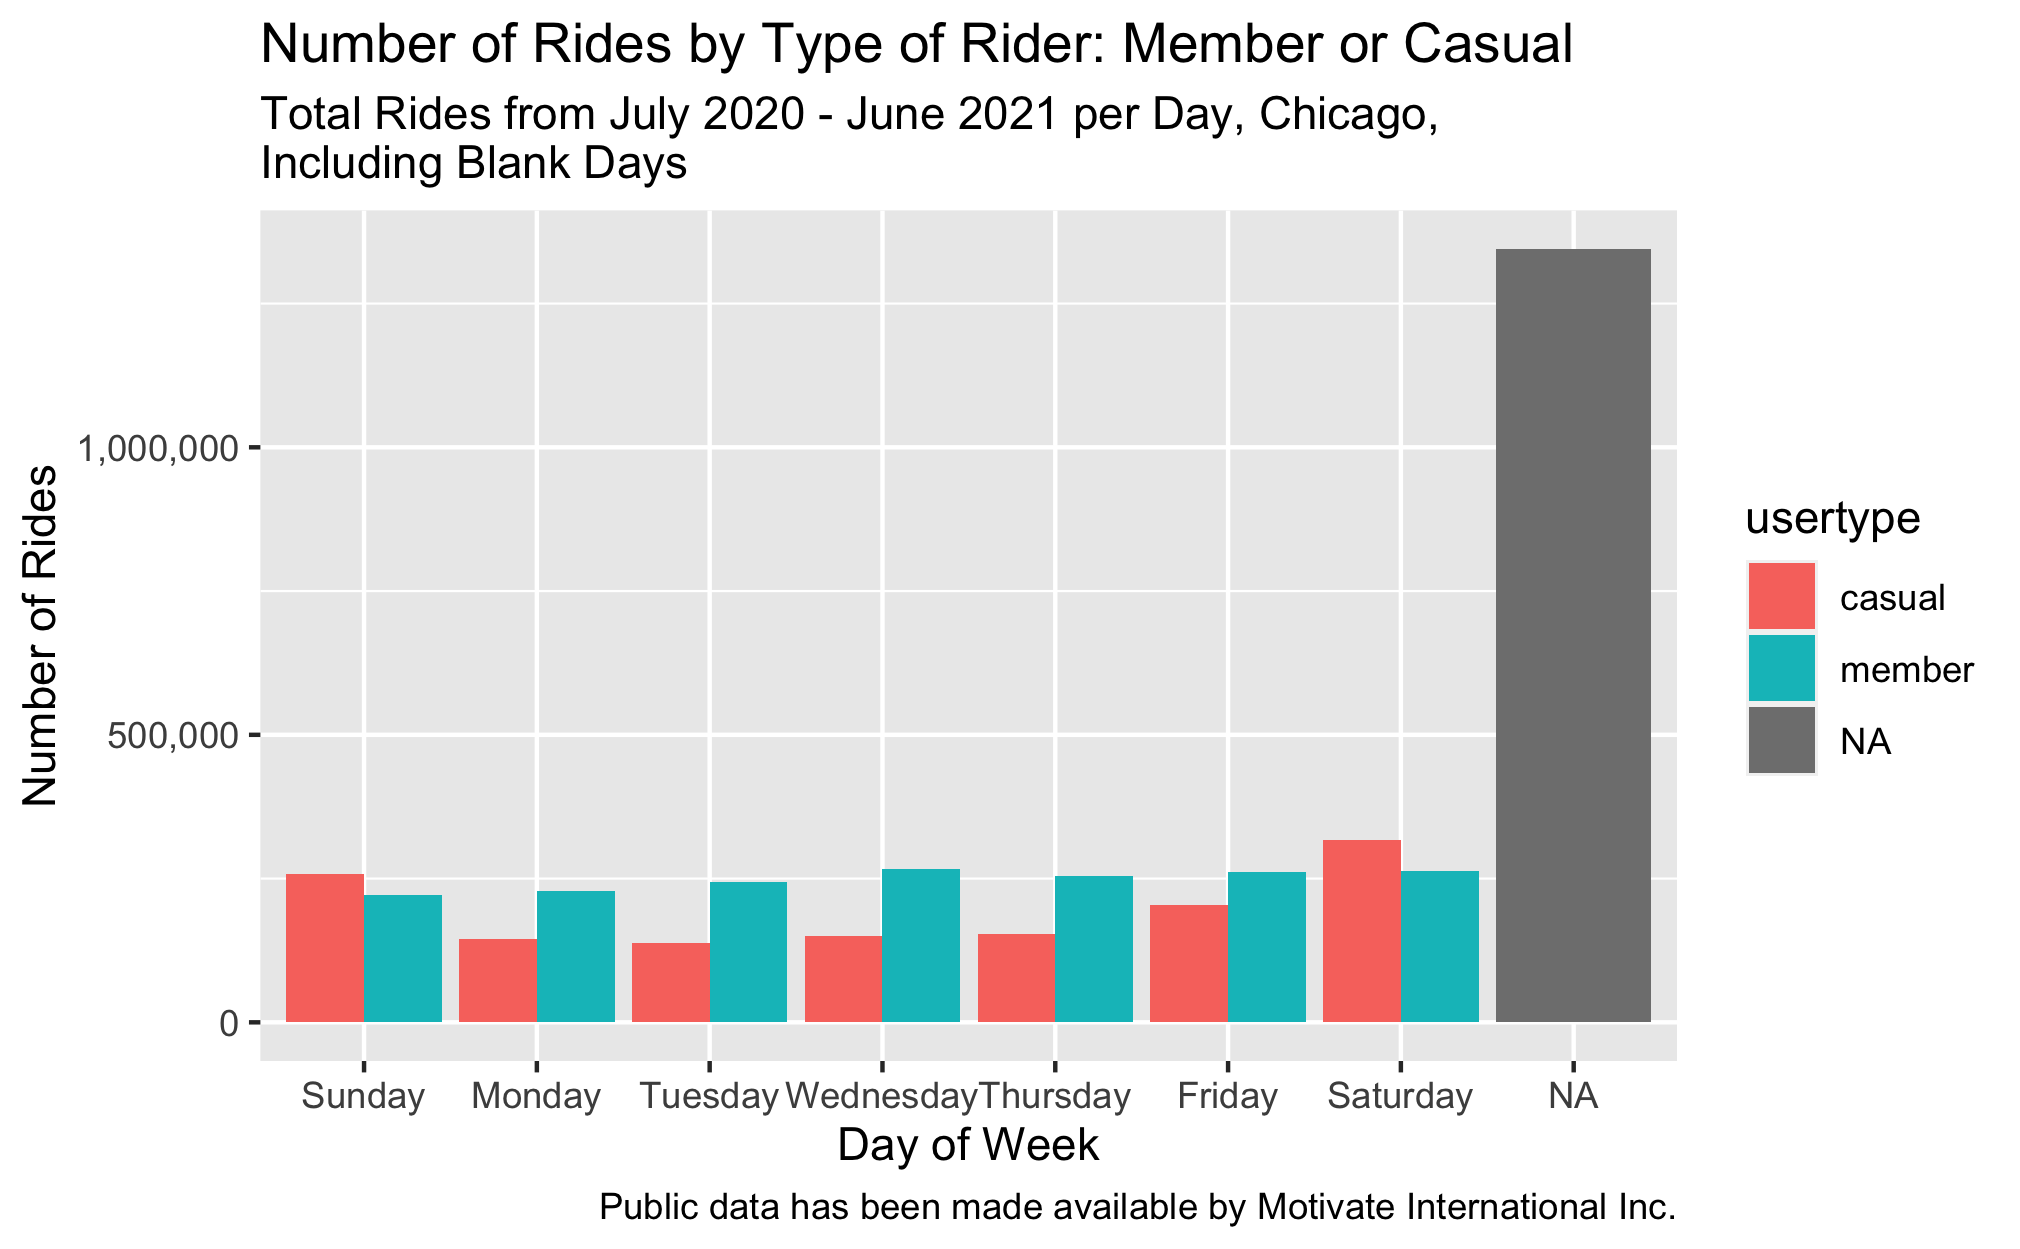 Number of Rides by Type of Rider: Member or Casual
Total Rides from July 2020 - June 2021 per Day, Chicago,
Including Blank Days
Number of Rides
1,000,000
500,000
0
Sunday Monday Tuesday Wednesday Thursday Friday Saturday NA
Day of Week
usertype
casual
member
NA
Public data has been made available by Motivate International Inc.